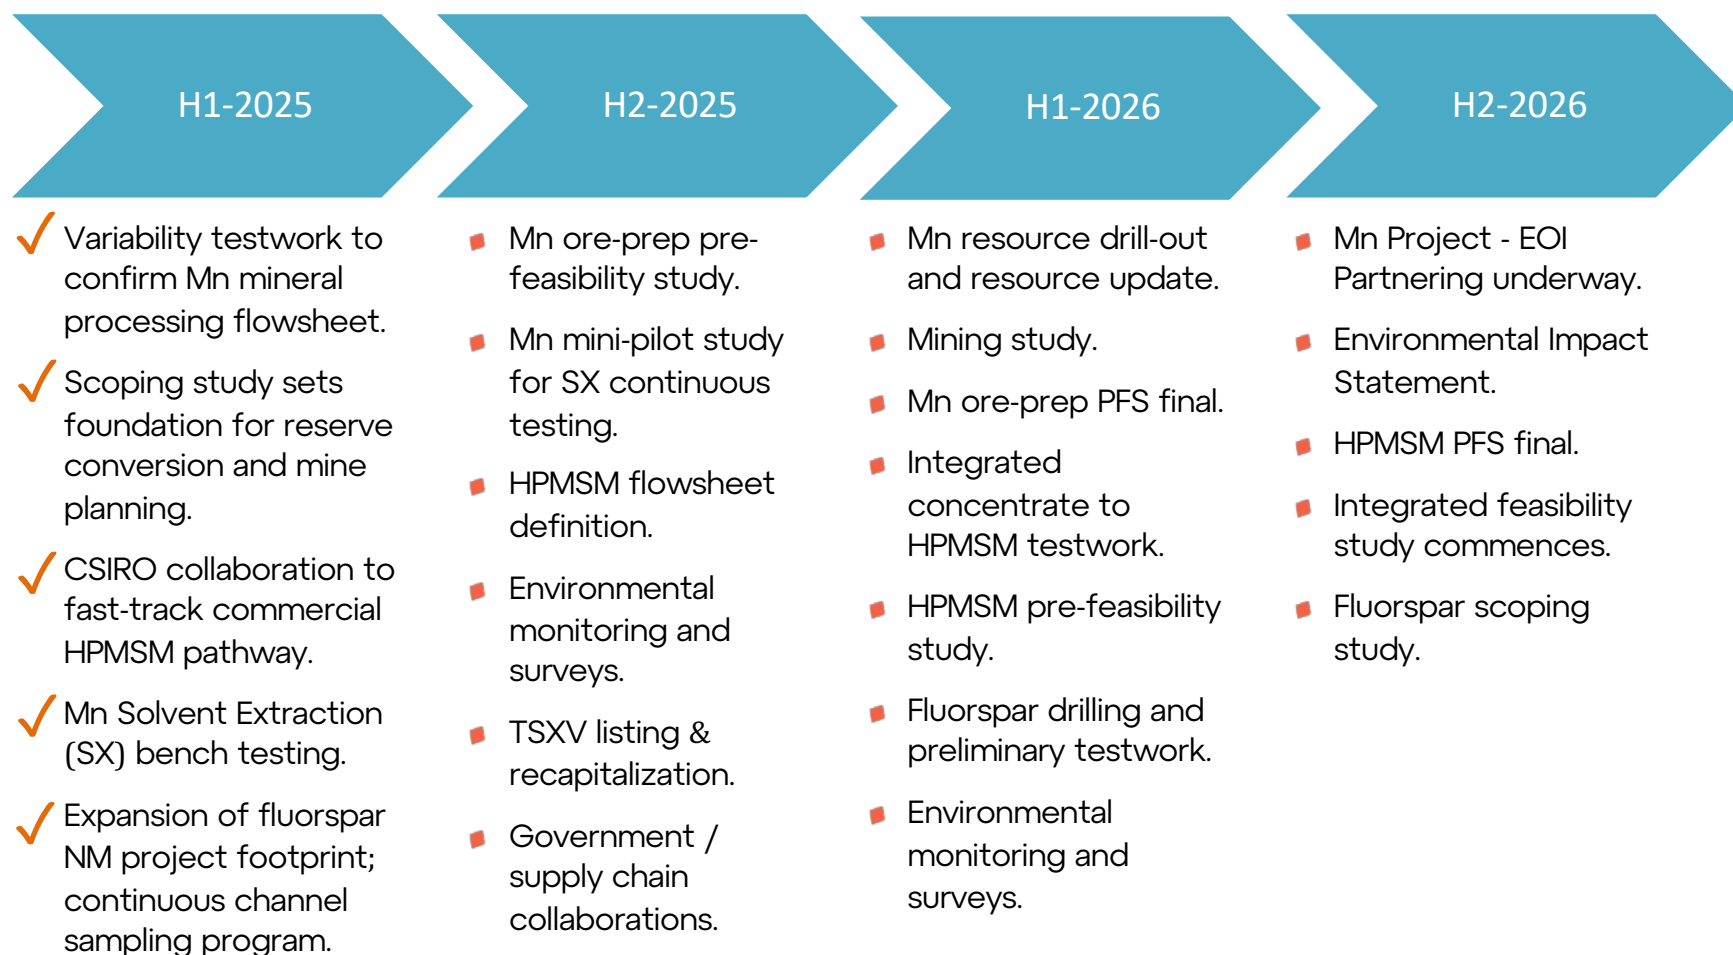 H1-2025
Variability testwork to
confirm Mn mineral
processing flowsheet.
Scoping study sets
foundation for reserve
conversion and mine
planning.
CSIRO collaboration to
fast-track commercial
HPMSM pathway.
Mn Solvent Extraction
(SX) bench testing.
Expansion of fluorspar
NM project footprint;
continuous channel
sampling program.
H2-2025
Mn ore-prep pre-
feasibility study.
Mn mini-pilot study
for SX continuous
testing.
HPMSM flowsheet
definition.
Environmental
monitoring and
surveys.
TSXV listing &
recapitalization.
Government /
supply chain
collaborations.
H1-2026
Mn resource drill-out
and resource update.
Mining study.
Mn ore-prep PFS final.
Integrated
concentrate to
HPMSM testwork.
HPMSM pre-feasibility
study.
Fluorspar drilling and
preliminary testwork.
Environmental
monitoring and
surveys.
H2-2026
Mn Project - EOI
Partnering underway.
Environmental Impact
Statement.
HPMSM PFS final.
Integrated feasibility
study commences.
Fluorspar scoping
study.